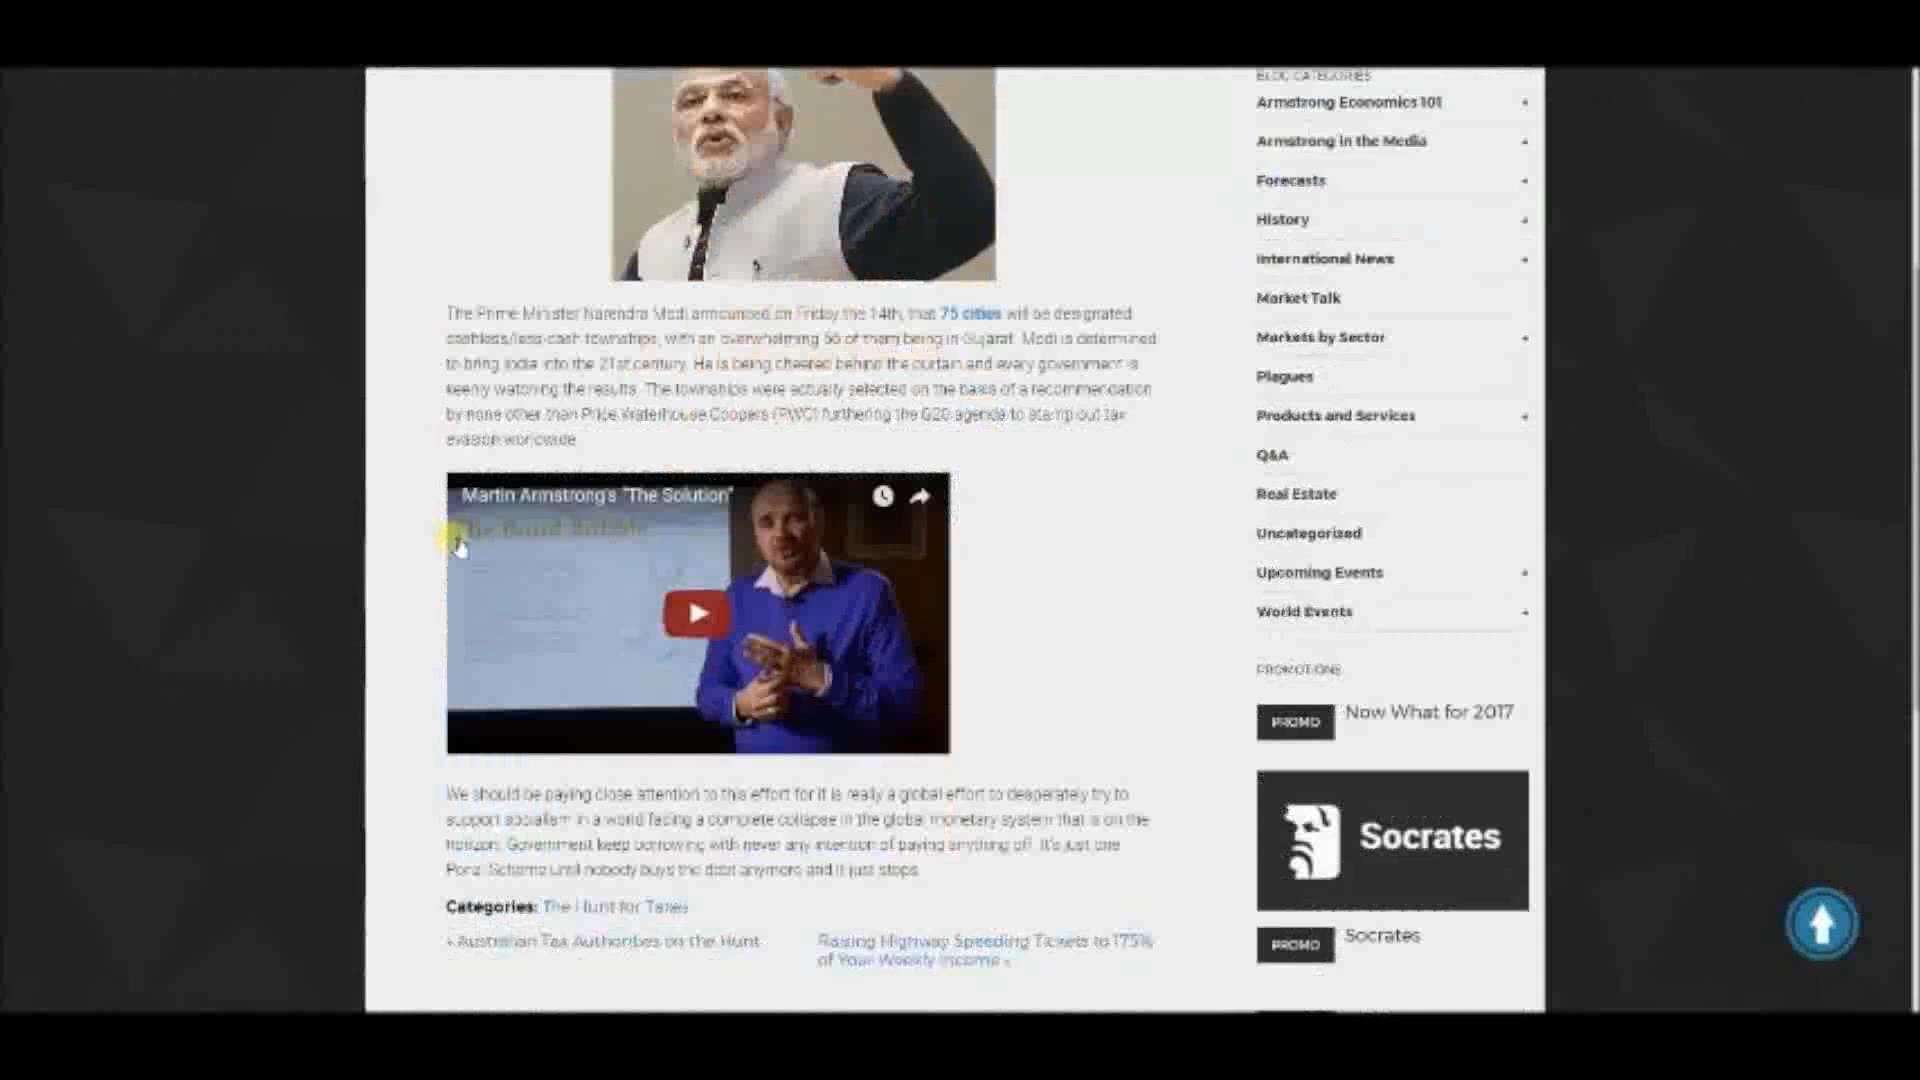 The Prime Minister Narendra Modi announced on Friday the 14th, that 75 cities will be designated
cashless/less-cash townships, with an overwhelming 56 of them being in Gujarat. Modi is determined
to bring India into the 21st century. He is being cheered behind the curtain and every government is
keenly watching the results. The townships were actually selected on the basis of a recommendation
by none other than Price Waterhouse Coopers (PWC) furthering the G20 agenda to stamp out tax
evasion worldwide
Martin Armstrong's "The Solution"
We should be paying close attention to this effort for it is really a global effort to desperately try to
support socialism in a world facing a complete collapse in the global monetary system that is on the
horizon. Government keep borrowing with never any intention of paying anything off. It's just one
Ponzi Scheme until nobody buys the debt anymore and it just stops.
Categories: The Hunt for Taxes
« Australian Tax Authorities on the Hunt
Raising Highway Speeding Tickets to 175%
of Your Weekly Income »
BLOG CATEGORIES
Armstrong Economics 101
Armstrong in the Media
Forecasts
History
International News
Market Talk
Markets by Sector
Plagues
Products and Services
Q&A
Real Estate
Uncategorized
Upcoming Events
World Events
PROMOTIONS
PROMO Now What for 2017
Socrates
PROMO Socrates